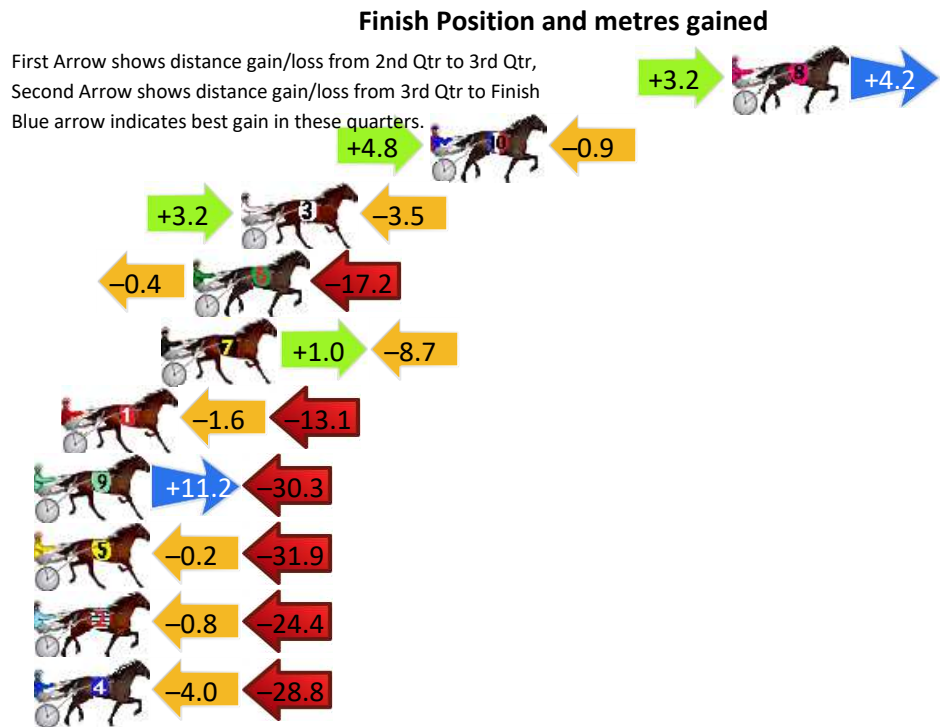 Finish Position and metres gained
First Arrow shows distance gain/loss from 2nd Qtr to 3rd Qtr,
Second Arrow shows distance gain/loss from 3rd Qtr to Finish
Blue arrow indicates best gain in these quarters.
+3.2 8 +4.2
+4.8 10 –0.9
+3.2 3 –3.5
–0.4 6 –17.2
7 +1.0 –8.7
1 –1.6 –13.1
9 +11.2 –30.3
5 –0.2 –31.9
2 –0.8 –24.4
4 –4.0 –28.8